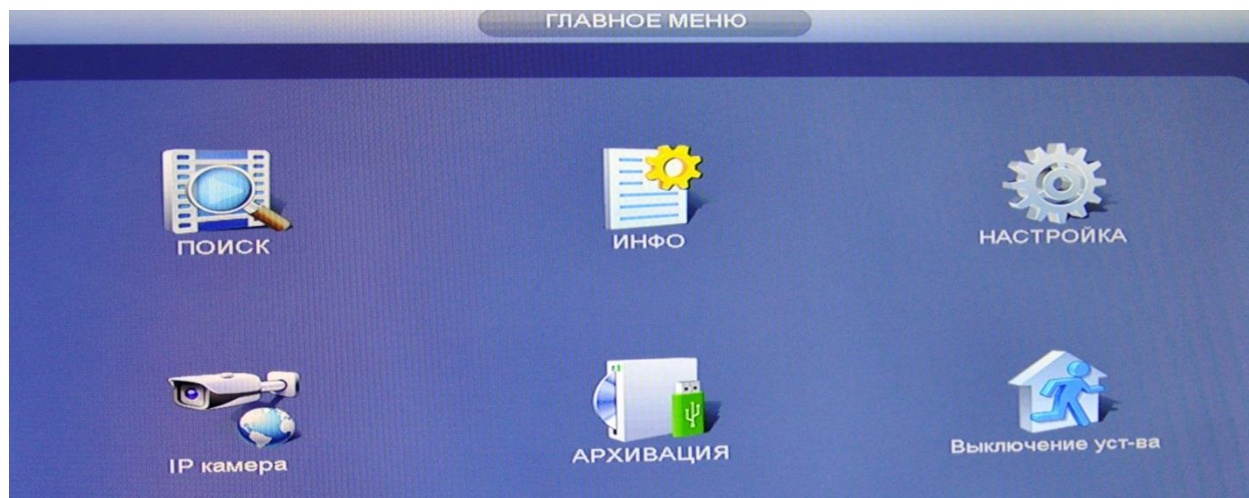 ГЛАВНОЕ МЕНЮ
ПОИСК
ИНФО
НАСТРОЙКА
IP камера
АРХИВАЦИЯ
Выключение уст-ва